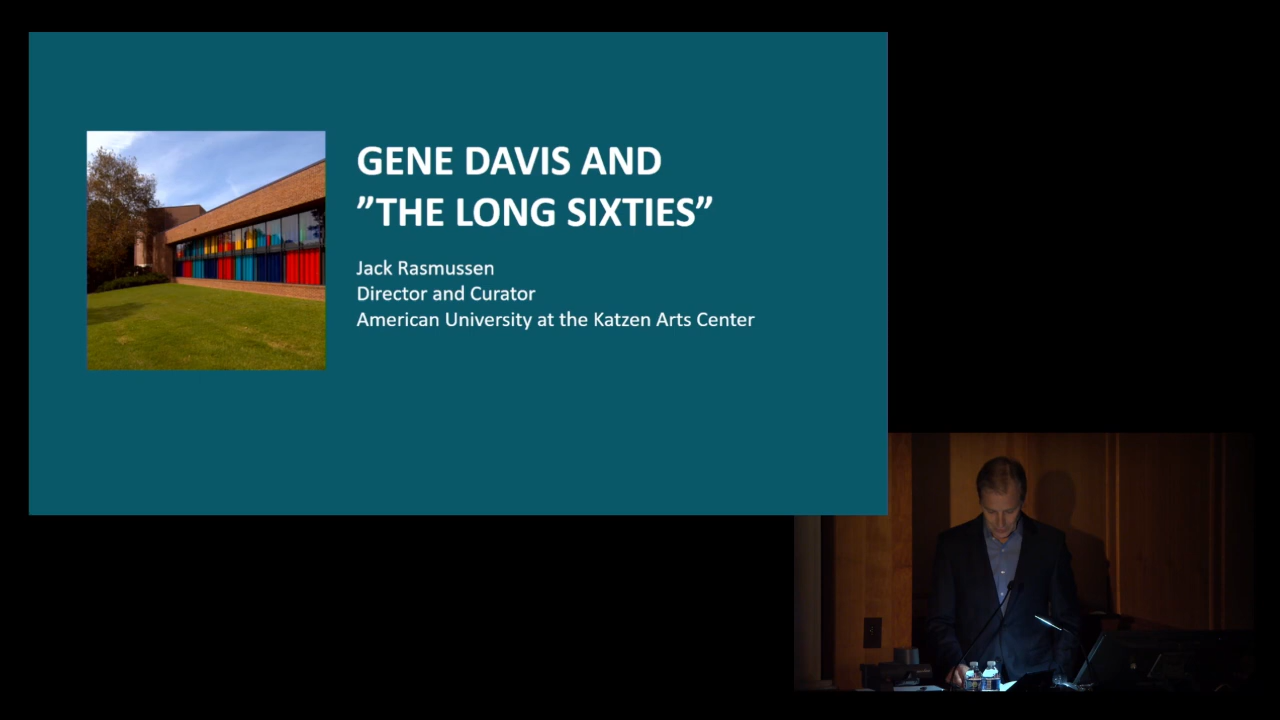 GENE DAVIS AND
”THE LONG SIXTIES”
Jack Rasmussen
Director and Curator
American University at the Katzen Arts Center